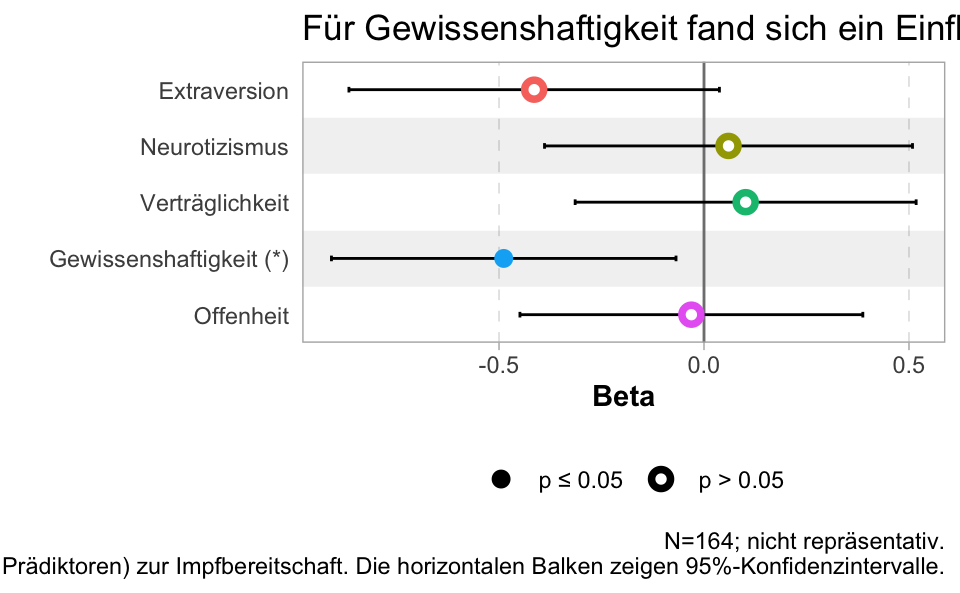 Für Gewissenshaftigkeit fand sich ein
Extraversion
Neurotizismus
Verträglichkeit
Gewissenshaftigkeit (*)
Offenheit
-0.5 0.0 0.5
Beta
p ≤ 0.05 p > 0.05
N=164; nicht repräsentativ.
Prädiktoren) zur Impfbereitschaft. Die horizontalen Balken zeigen 95%-Konfidenzintervalle.